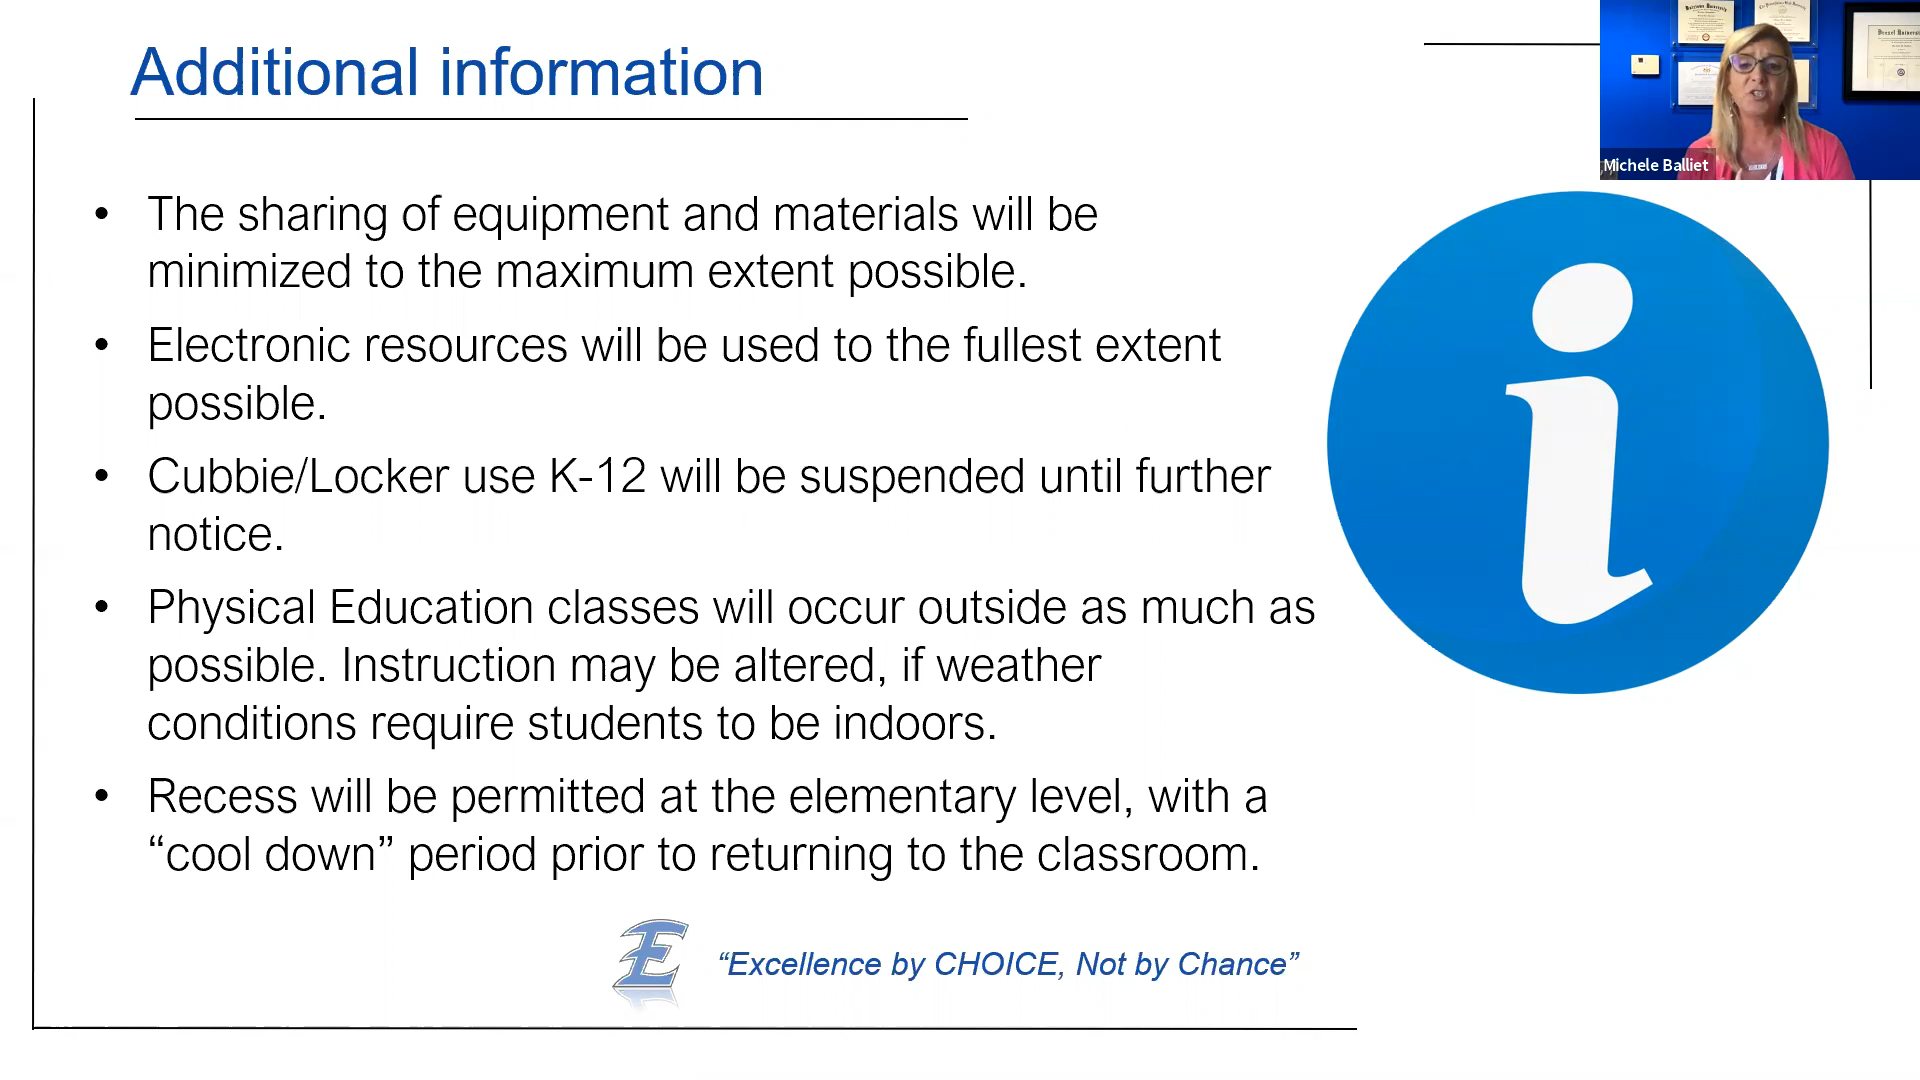 Additional information
• The sharing of equipment and materials will be
minimized to the maximum extent possible.
• Electronic resources will be used to the fullest extent
possible.
• Cubbie/Locker use K-12 will be suspended until further
notice.
• Physical Education classes will occur outside as much as
possible. Instruction may be altered, if weather
conditions require students to be indoors.
• Recess will be permitted at the elementary level, with a
“cool down” period prior to returning to the classroom.
E
“Excellence by CHOICE, Not by Chance”
i
Michele Balliet
Drexel University